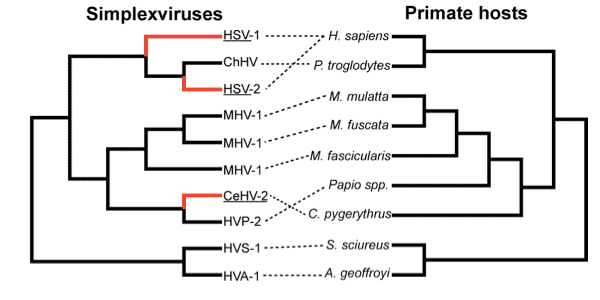 Simplexviruses Primate hosts
HSV-1 H. sapiens
ChHV P. troglodytes
HSV-2
MHV-1 M. mulatta
MHV-1 M. fuscata
MHV-1 M. fascicularis
CeHV-2 Papio spp.
HVP-2 C. pygerythrus
HVS-1 S. sciureus
HVA-1 A. geoffroyi